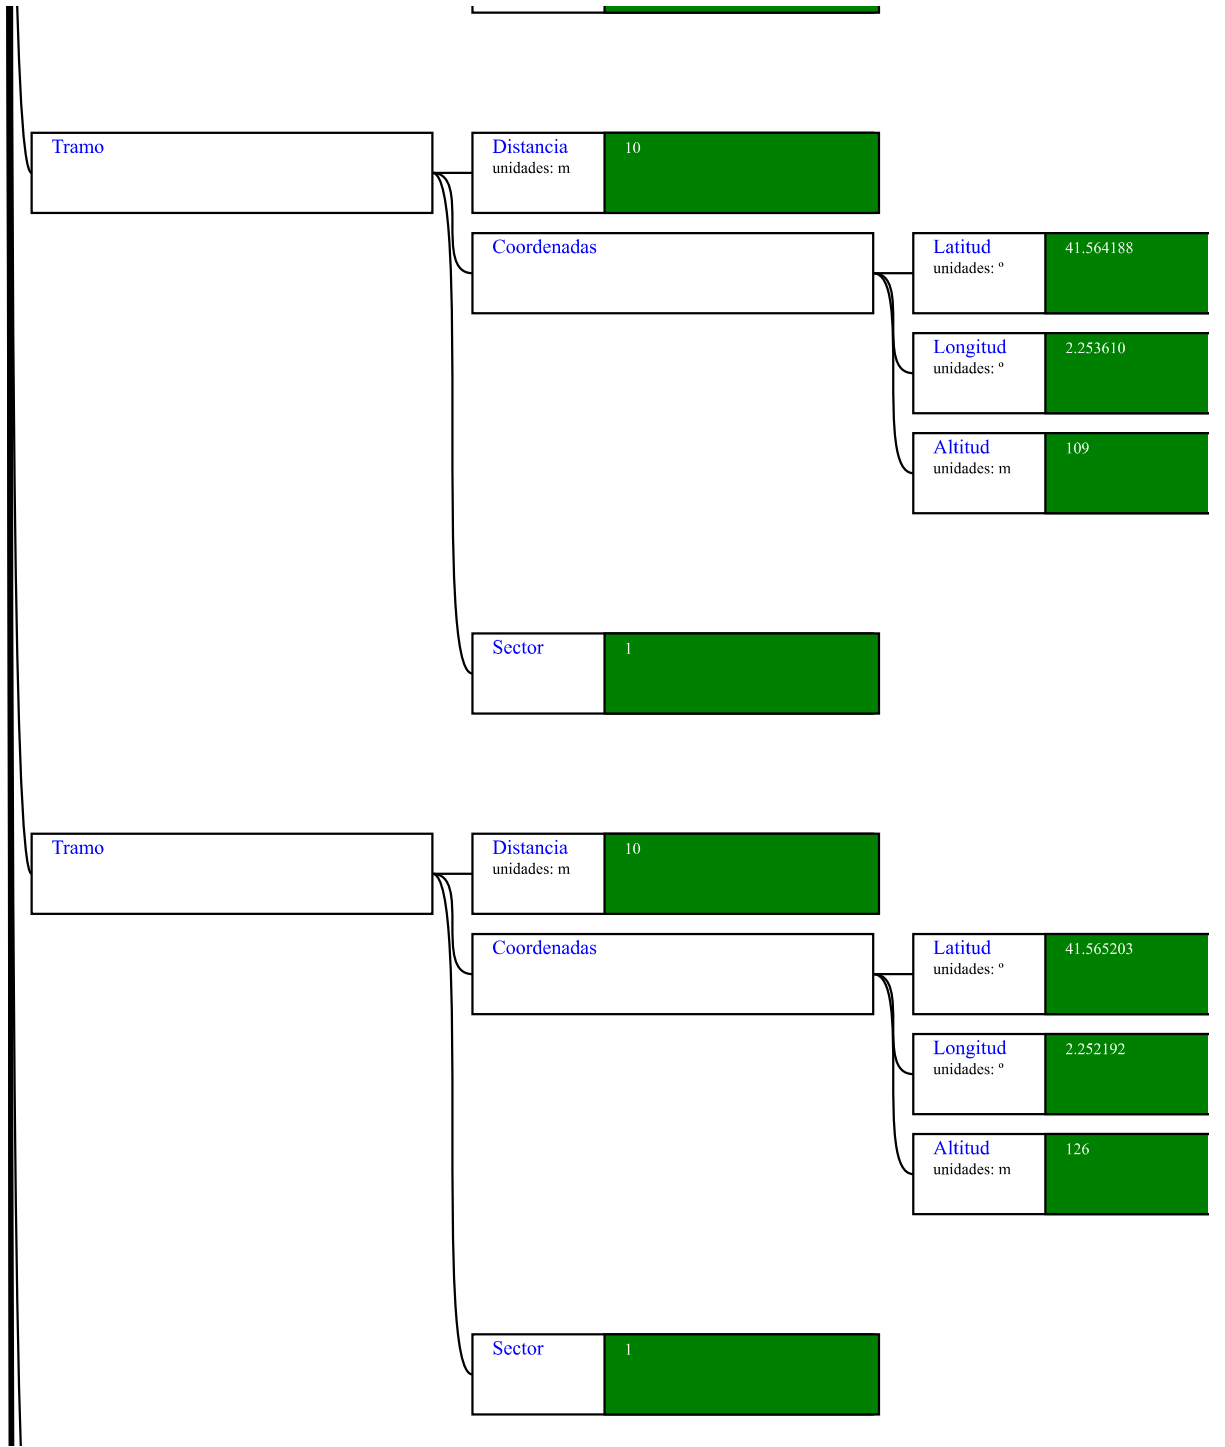 Tramo
Distancia
unidades: m
10
Coordenadas
Latitud
unidades: º
41.564188
Longitud
unidades: º
2.253610
Altitud
unidades: m
109
Sector
1
Tramo
Distancia
unidades: m
10
Coordenadas
Latitud
unidades: º
41.565203
Longitud
unidades: º
2.252192
Altitud
unidades: m
126
Sector
1